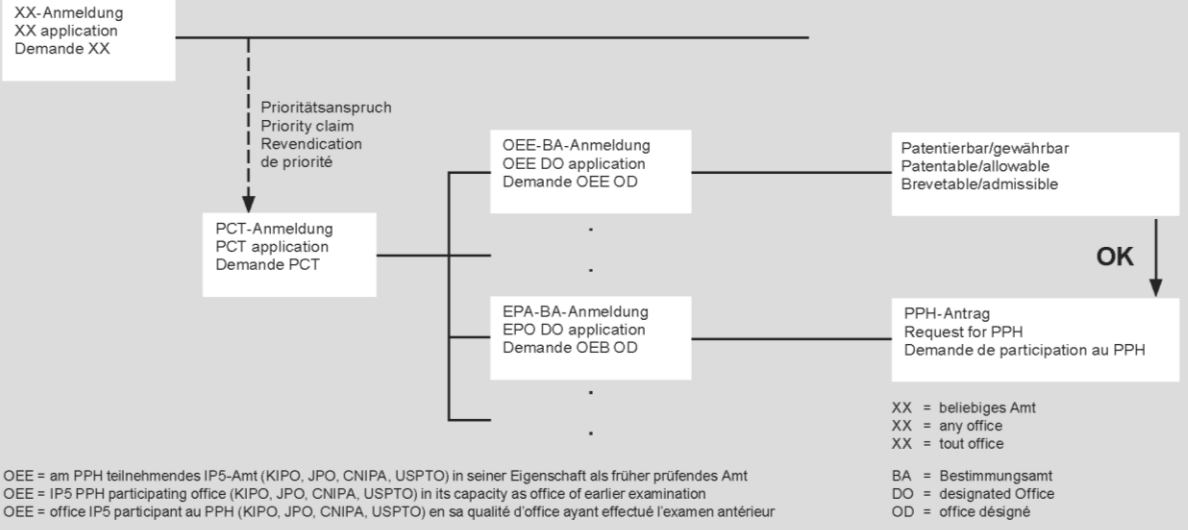 XX-Anmeldung
XX application
Demande XX
Prioritätsanspruch
Priority claim
Revendication
de priorité
PCT-Anmeldung
PCT application
Demande PCT
OEE-BA-Anmeldung
OEE DO application
Demande OEE OD
Patentierbar/gewährbar
Patentable/allowable
Brevetable/admissible
OK
EPA-BA-Anmeldung
EPO DO application
Demande OEB OD
PPH-Antrag
Request for PPH
Demande de participation au PPH
XX = beliebiges Amt
XX = any office
XX = tout office
OEE = am PPH teilnehmendes IP5-Amt (KIPO, JPO, CNIPA, USPTO) in seiner Eigenschaft als früher prüfendes Amt
OEE = IP5 PPH participating office (KIPO, JPO, CNIPA, USPTO) in its capacity as office of earlier examination
OEE = office IP5 participant au PPH (KIPO, JPO, CNIPA, USPTO) en sa qualité d'office ayant effectué l'examen antérieur
BA = Bestimmungsamt
DO = designated Office
OD = office désigné